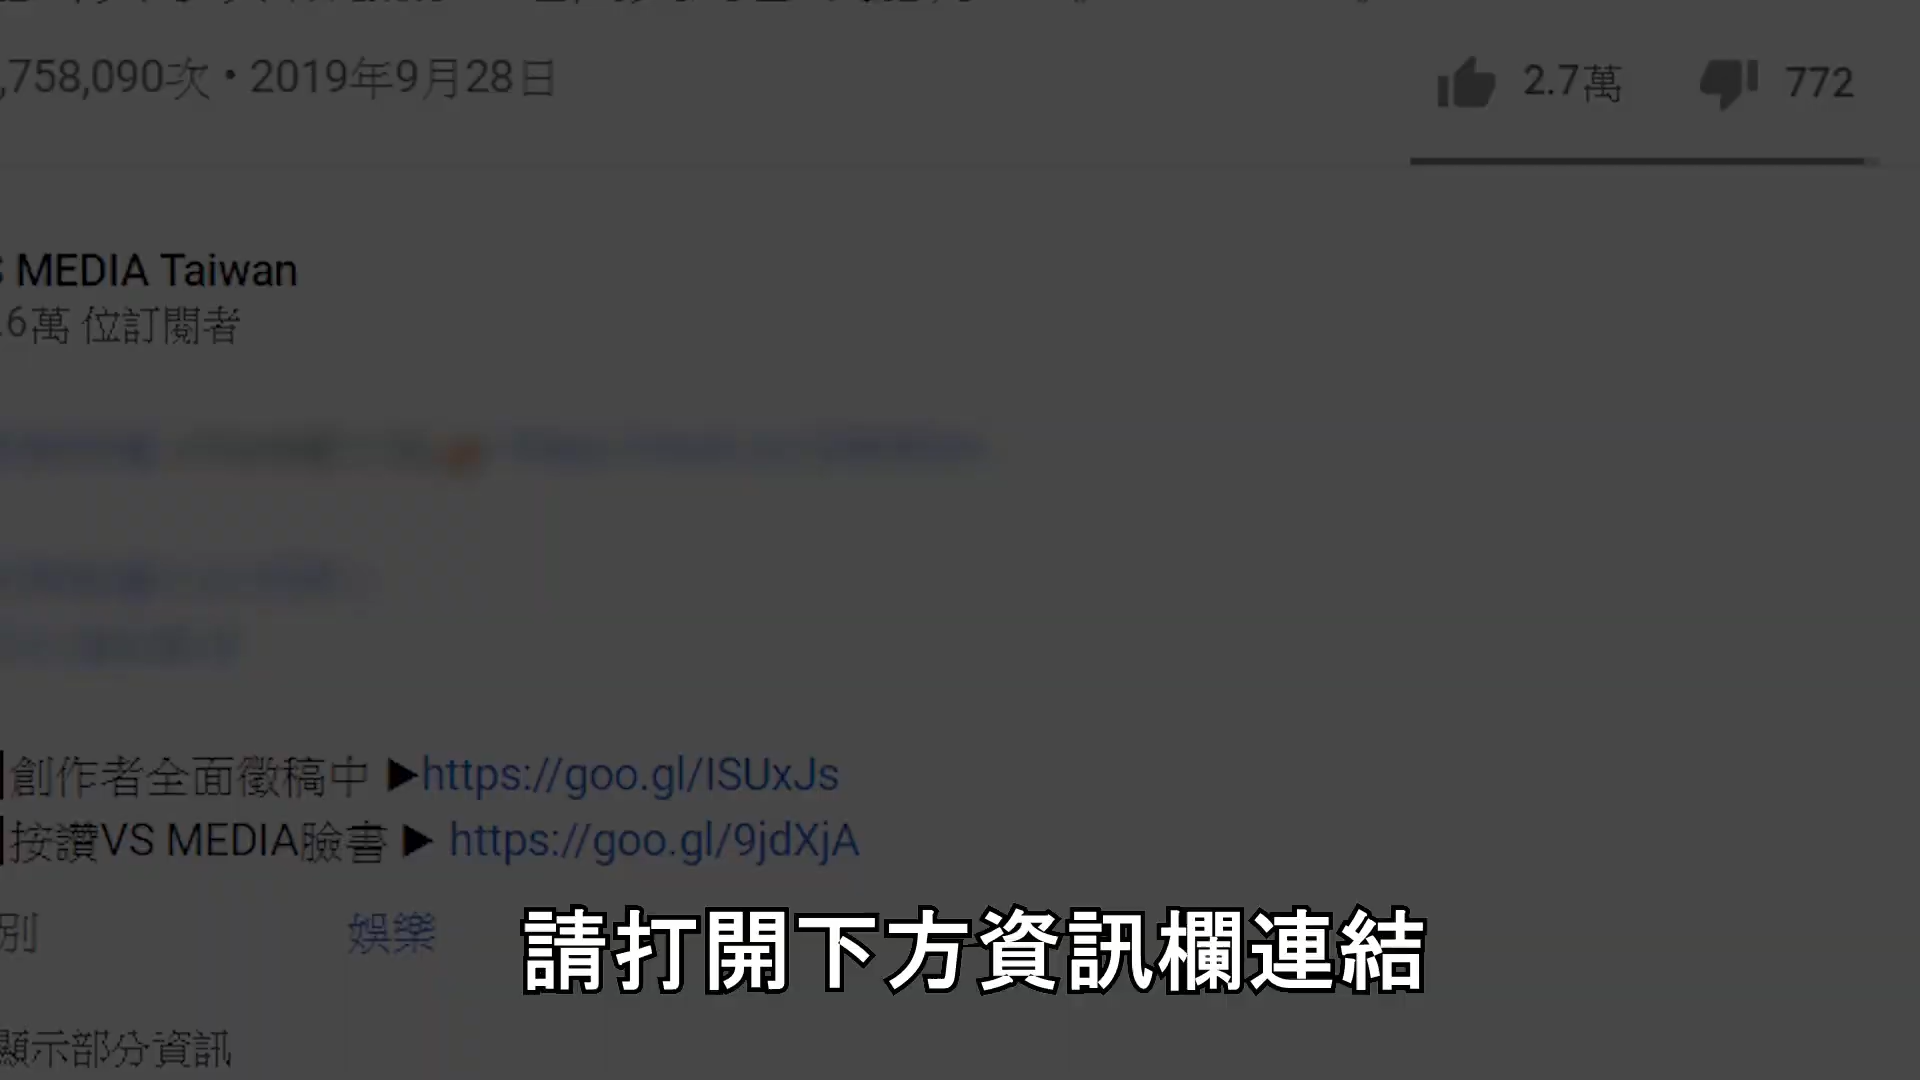 ,758,090次 • 2019年9月28日
2.7萬 772
MEDIA Taiwan
.6萬 位訂閱者
創作者全面徵稿中 ▶https://goo.gl/ISUxJs
按讚VS MEDIA臉書 ▶ https://goo.gl/9jdXjA
別 娛樂
請打開下方資訊欄連結
顯示部分資訊